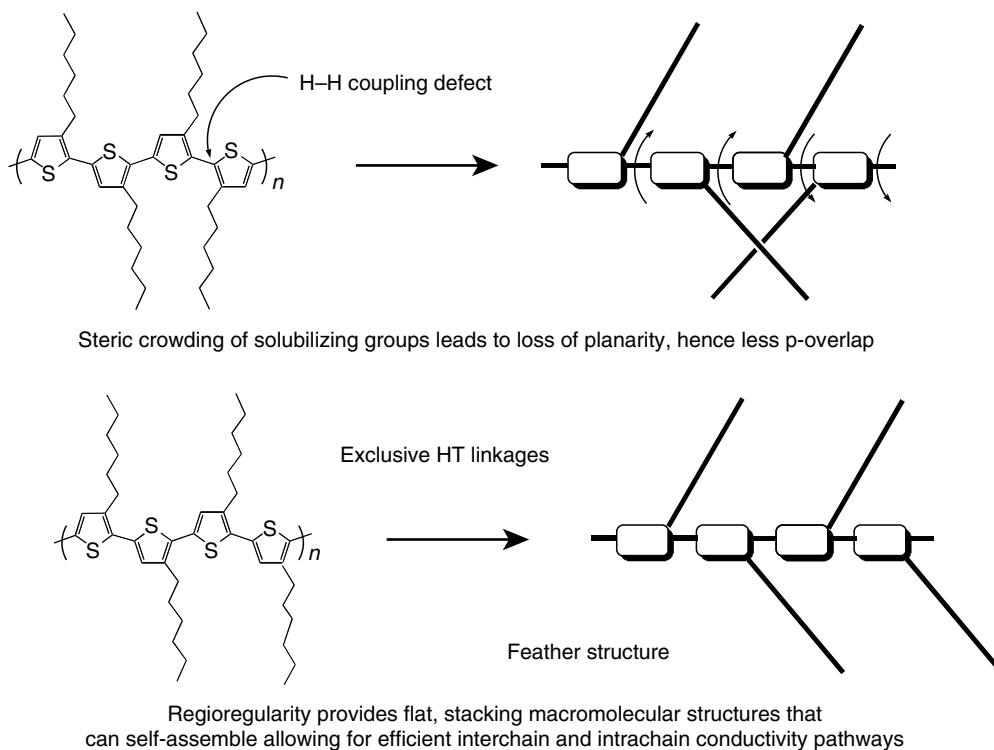 H–H coupling defect
S
S
S
S
( )n
Steric crowding of solubilizing groups leads to loss of planarity, hence less p-overlap
Exclusive HT linkages
S
S
S
S
( )n
Feather structure
Regioregularity provides flat, stacking macromolecular structures that
can self-assemble allowing for efficient interchain and intrachain conductivity pathways